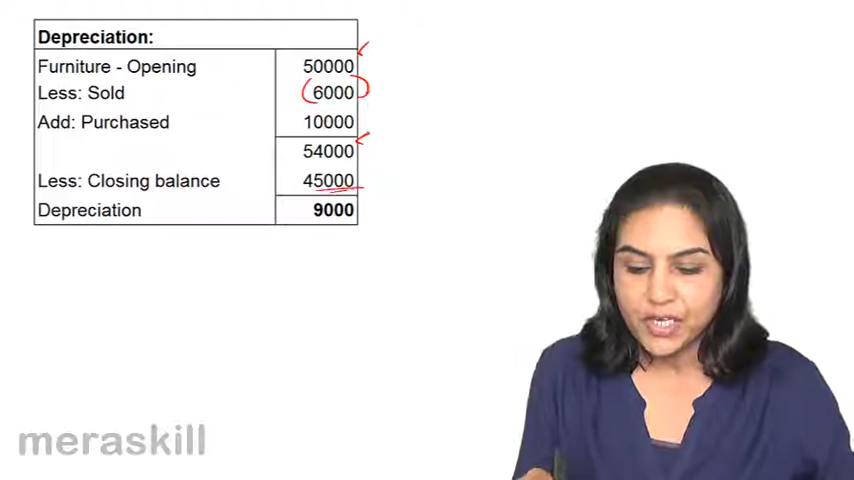 Depreciation:
Furniture - Opening 50000
Less: Sold (6000)
Add: Purchased 10000
54000
Less: Closing balance 45000
Depreciation 9000
meraskill